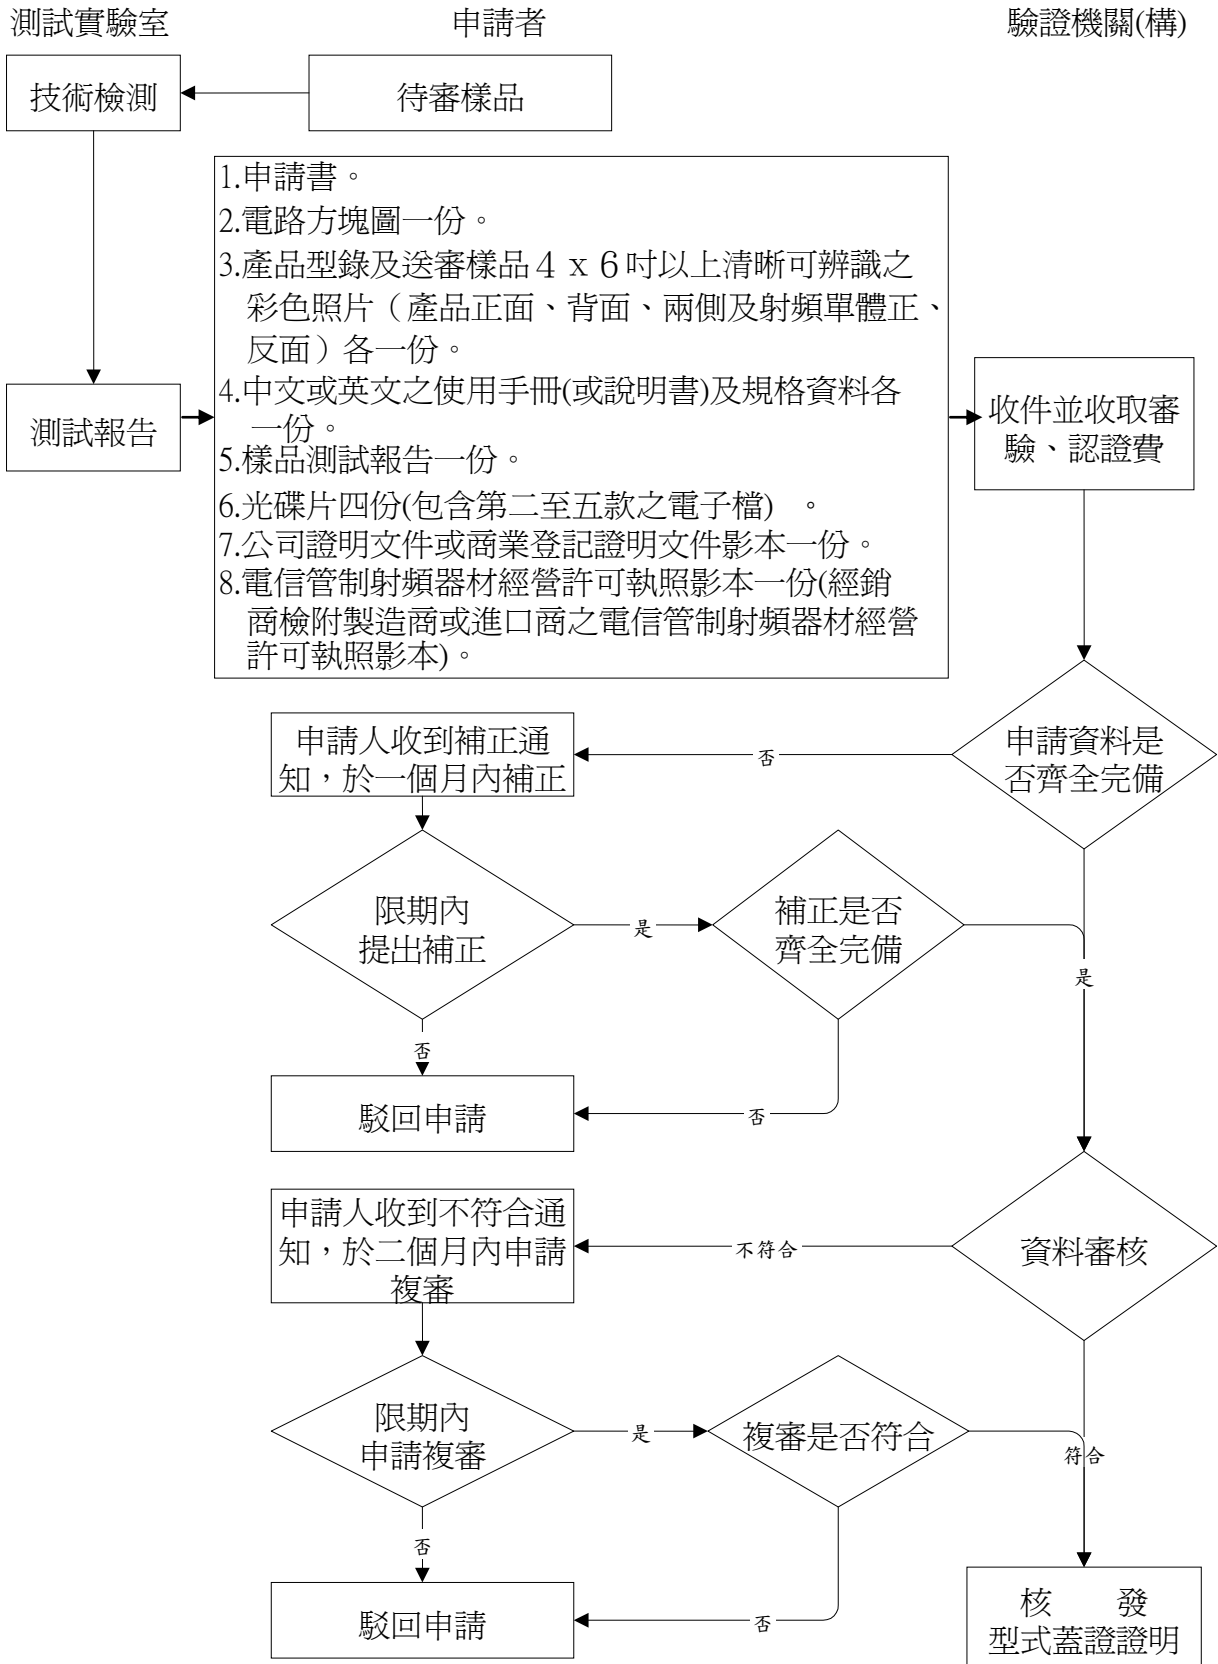 測試實驗室
申請者
驗證機關(構)
技術檢測
待審樣品
1.申請書。
2.電路方塊圖一份。
3.產品型錄及送審樣品４ｘ６吋以上清晰可辨識之
彩色照片（產品正面、背面、兩側及射頻單體正、
反面）各一份。
4.中文或英文之使用手冊(或說明書)及規格資料各
一份。
5.樣品測試報告一份。
6.光碟片四份(包含第二至五款之電子檔) 。
7.公司證明文件或商業登記證明文件影本一份。
8.電信管制射頻器材經營許可執照影本一份(經銷
商檢附製造商或進口商之電信管制射頻器材經營
許可執照影本)。
測試報告
收件並收取審
驗、認證費
申請人收到補正通
知，於一個月內補正
否
申請資料是
否齊全完備
限期內
提出補正
是
補正是否
齊全完備
是
否
駁回申請
否
申請人收到不符合通
知，於二個月內申請
複審
不符合
資料審核
限期內
申請複審
是
複審是否符合
符合
否
駁回申請
否
核 發
型式蓋證證明